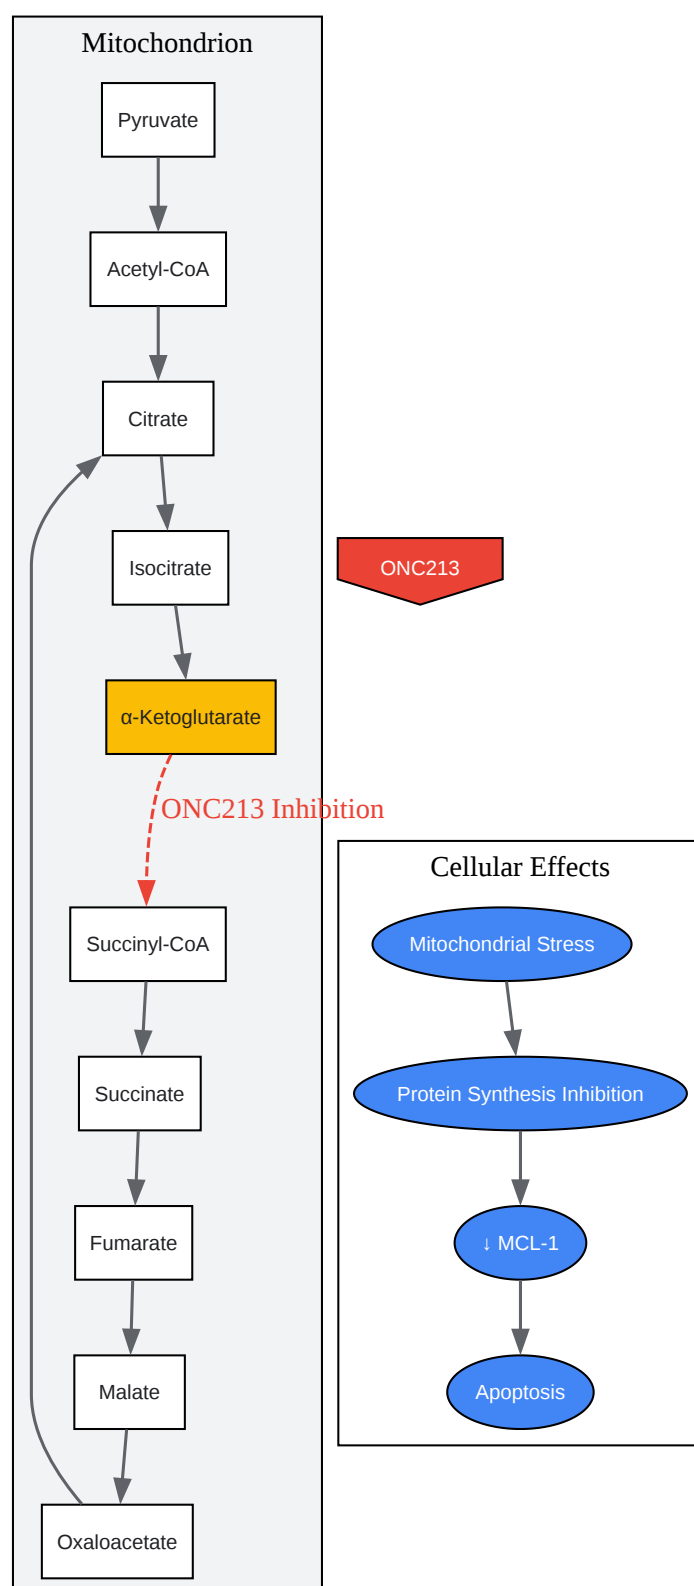 Mitochondrion
Pyruvate
Acetyl-CoA
Citrate
Isocitrate
ONC213
α-Ketoglutarate
ONC213 Inhibition
Cellular Effects
Succinyl-CoA
Mitochondrial Stress
Succinate
Protein Synthesis Inhibition
Fumarate
↓ MCL-1
Malate
Apoptosis
Oxaloacetate